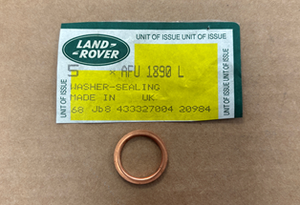 UNIT OF ISSUE UNIT OF ISSUE
LAND-
ROVER
5 × AFU 1890 L
WASHER-SEALING
MADE IN UK
68 Jb8 433327004 20984
UNIT OF ISSUE
UNIT OF ISSUE